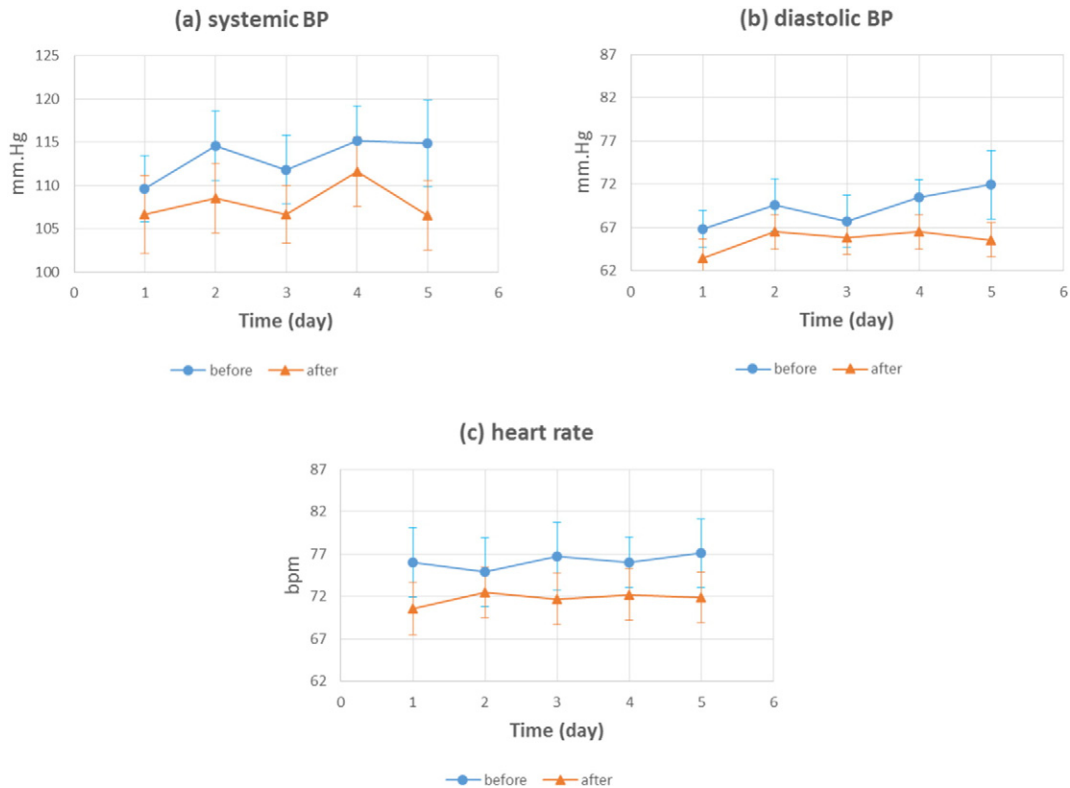 (a) systemic BP
125
120
115
110
105
100
mm.Hg
0 1 2 3 4 5 6
Time (day)
before after
(b) diastolic BP
87
82
77
72
67
62
mm.Hg
0 1 2 3 4 5 6
Time (day)
before after
(c) heart rate
87
82
77
72
67
62
bpm
0 1 2 3 4 5 6
Time (day)
before after